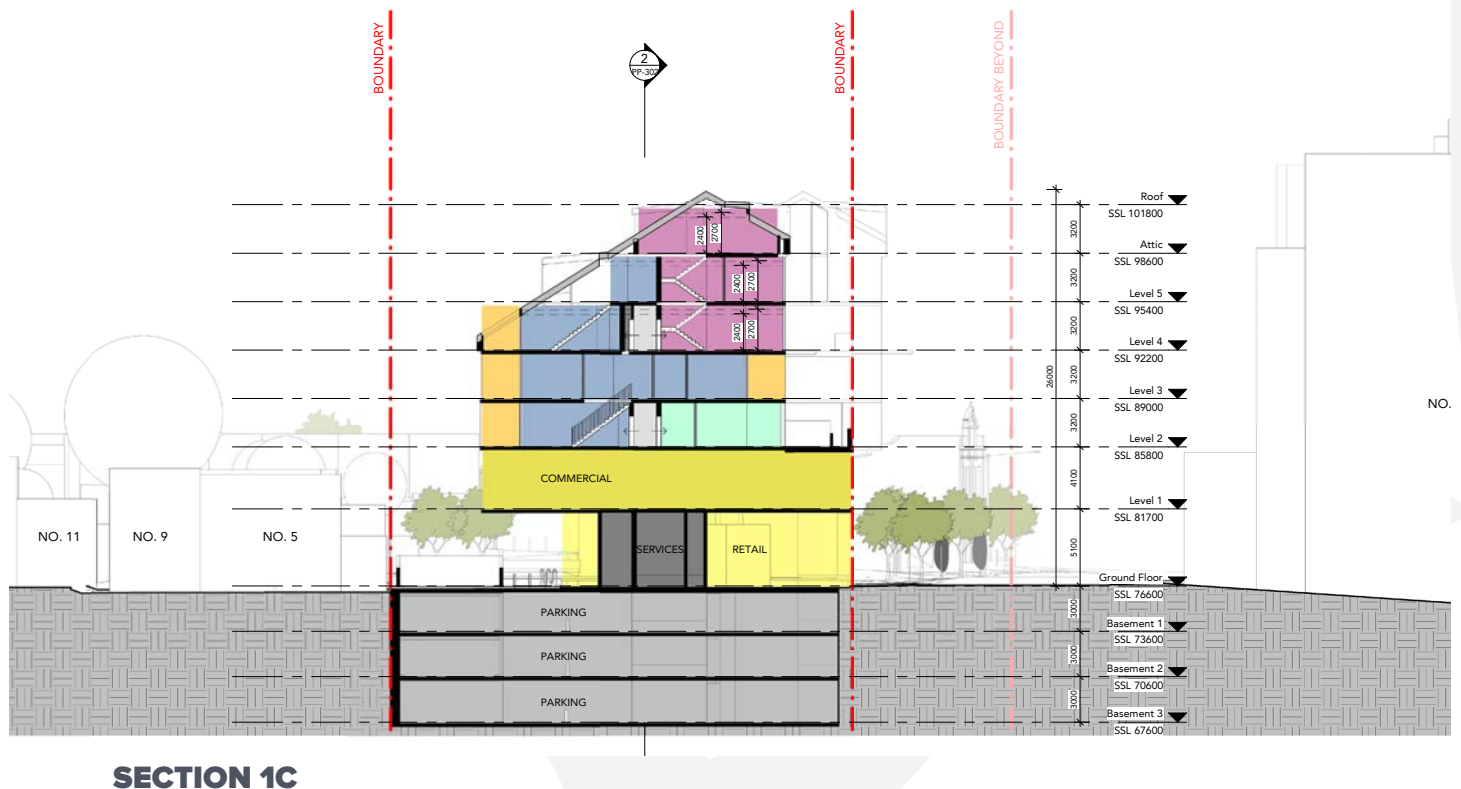 BOUNDARY
BOUNDARY
BOUNDARY BEYOND
2
PP-302
Roof
SSL 101800
3200
Attic
SSL 98600
3200
Level 5
SSL 95400
3200
Level 4
SSL 92200
3200
Level 3
SSL 89000
3200
Level 2
SSL 85800
4100
Level 1
SSL 81700
5100
Ground Floor
SSL 76600
3000
Basement 1
SSL 73600
3000
Basement 2
SSL 70600
3000
Basement 3
SSL 67600
26000
2400
2700
2400
2700
2400
2700
COMMERCIAL
SERVICES
RETAIL
PARKING
PARKING
PARKING
NO. 11
NO. 9
NO. 5
NO.
SECTION 1C